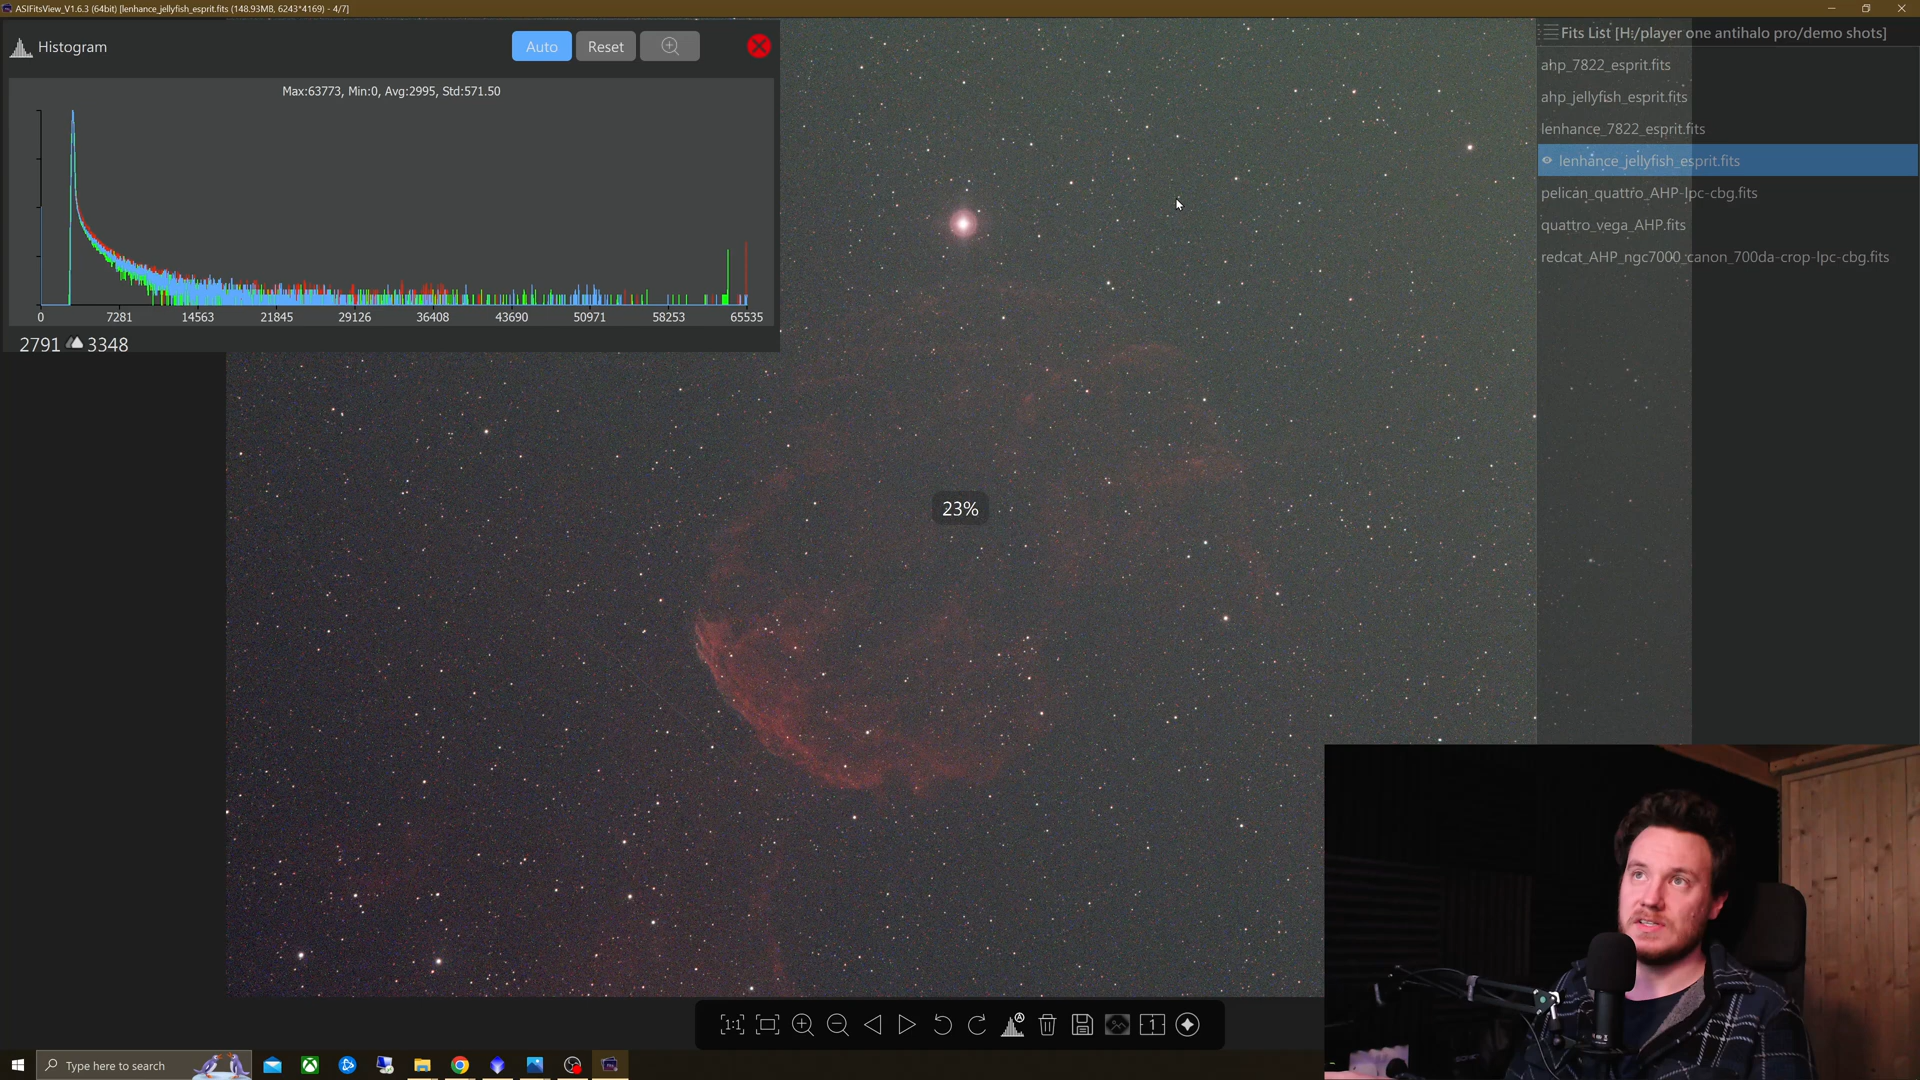 ASIFitsView_V1.6.3 (64bit) [lenhance_jellyfish_esprit.fits (148.93MB, 6243*4169) - 4/7]
Histogram
Auto
Reset
Max:63773, Min:0, Avg:2995, Std:571.50
0 7281 14563 21845 29126 36408 43690 50971 58253 65535
2791 3348
Fits List [H:/player one antihalo pro/demo shots]
ahp_7822_esprit.fits
ahp_jellyfish_esprit.fits
lenhance_7822_esprit.fits
lenhance_jellyfish_esprit.fits
pelican_quattro_AHP-lpc-cbg.fits
quattro_vega_AHP.fits
redcat_AHP_ngc7000_canon_700da-crop-lpc-cbg.fits
23%
1:1
A
1
Type here to search